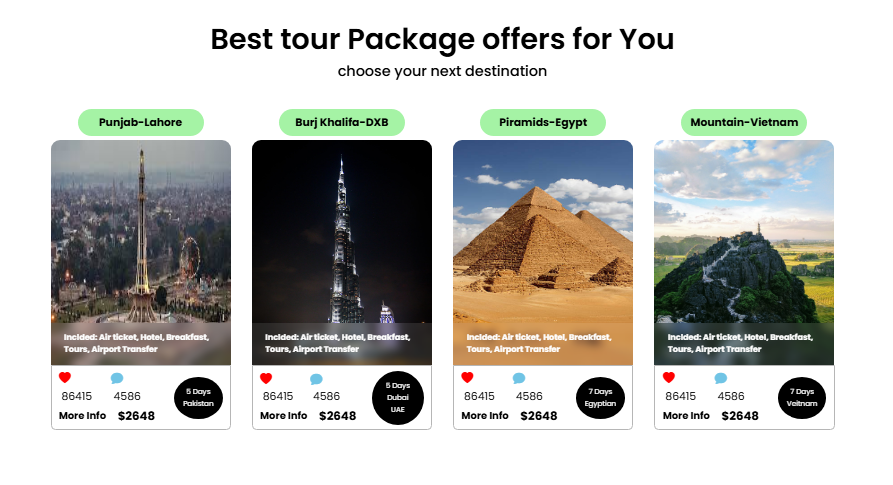 Best tour Package offers for You
choose your next destination
Punjab-Lahore
Incided: Air ticket, Hotel, Breakfast,
Tours, Airport Transfer
86415 4586
More Info $2648
5 Days
Pakistan
Burj Khalifa-DXB
Incided: Air ticket, Hotel, Breakfast,
Tours, Airport Transfer
86415 4586
More Info $2648
5 Days
Dubai
UAE
Piramids-Egypt
Incided: Air ticket, Hotel, Breakfast,
Tours, Airport Transfer
86415 4586
More Info $2648
7 Days
Egyptian
Mountain-Vietnam
Incided: Air ticket, Hotel, Breakfast,
Tours, Airport Transfer
86415 4586
More Info $2648
7 Days
Veitnam